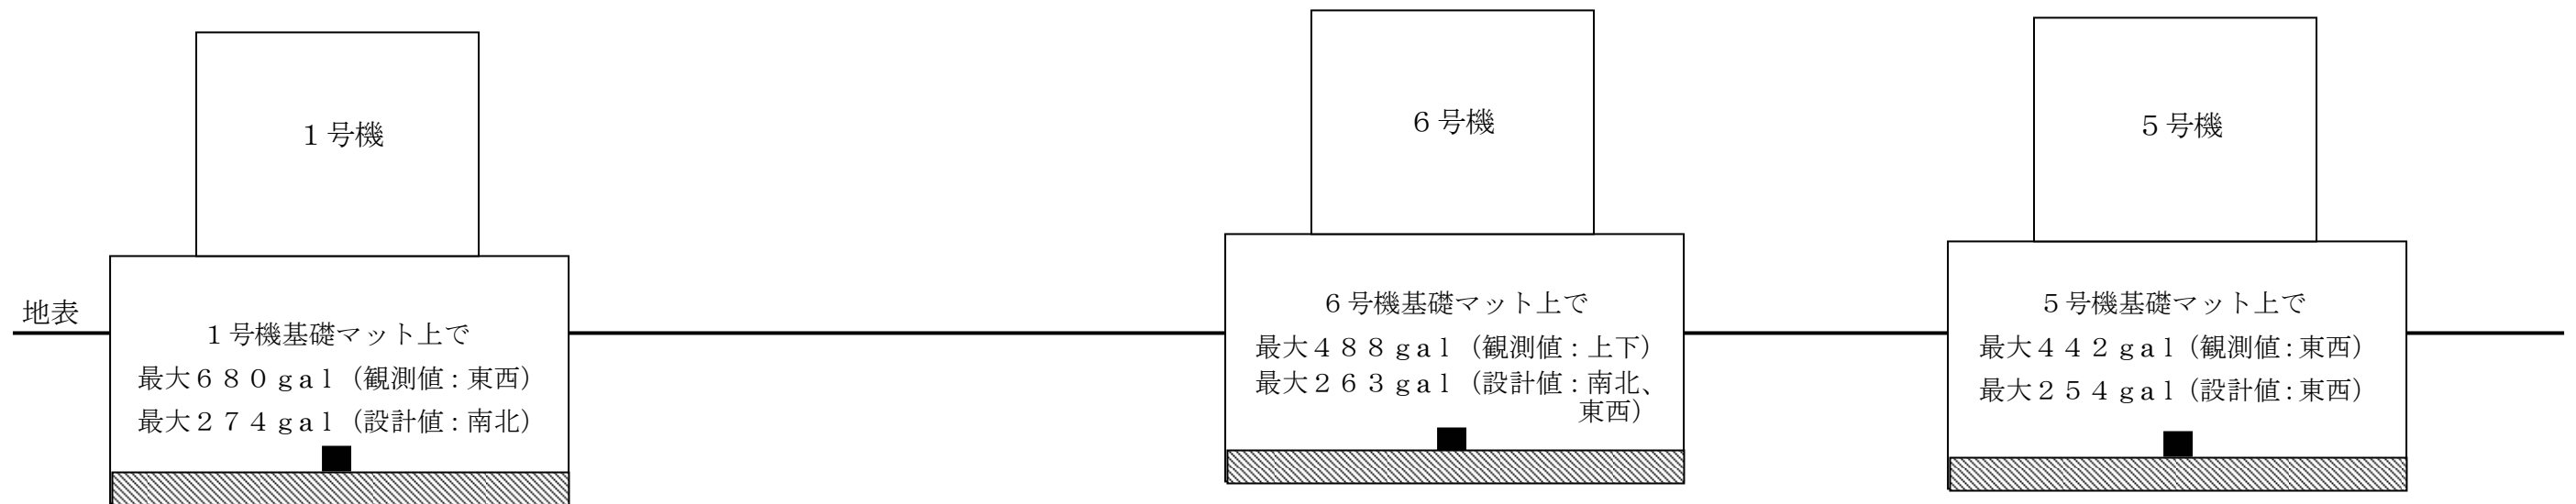 1号機
6号機
5号機
地表
1号機基礎マット上で
最大680gal（観測値:東西）
最大274gal（設計値:南北）
6号機基礎マット上で
最大488gal（観測値:上下）
最大263gal（設計値:南北、
東西）
5号機基礎マット上で
最大442gal（観測値:東西）
最大254gal（設計値:東西）